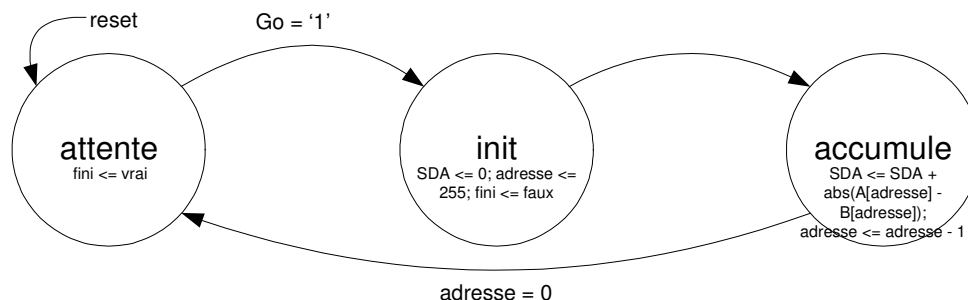 reset
Go = ‘1’
attente
fini <= vrai
init
SDA <= 0; adresse <=
255; fini <= faux
accumule
SDA <= SDA +
abs(A[adresse] -
B[adresse]);
adresse <= adresse - 1
adresse = 0